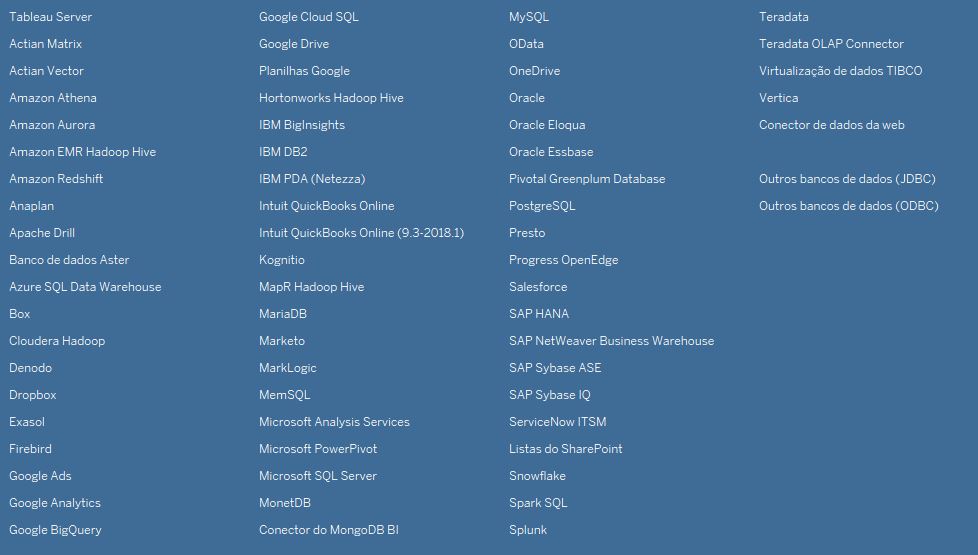 Tableau Server
Actian Matrix
Actian Vector
Amazon Athena
Amazon Aurora
Amazon EMR Hadoop Hive
Amazon Redshift
Anaplan
Apache Drill
Banco de dados Aster
Azure SQL Data Warehouse
Box
Cloudera Hadoop
Denodo
Dropbox
Exasol
Firebird
Google Ads
Google Analytics
Google BigQuery
Google Cloud SQL
Google Drive
Planilhas Google
Hortonworks Hadoop Hive
IBM BigInsights
IBM DB2
IBM PDA (Netezza)
Intuit QuickBooks Online
Intuit QuickBooks Online (9.3-2018.1)
Kognitio
MapR Hadoop Hive
MariaDB
Marketo
MarkLogic
MemSQL
Microsoft Analysis Services
Microsoft PowerPivot
Microsoft SQL Server
MonetDB
Conector do MongoDB BI
MySQL
OData
OneDrive
Oracle
Oracle Eloqua
Oracle Essbase
Pivotal Greenplum Database
PostgreSQL
Presto
Progress OpenEdge
Salesforce
SAP HANA
SAP NetWeaver Business Warehouse
SAP Sybase ASE
SAP Sybase IQ
ServiceNow ITSM
Listas do SharePoint
Snowflake
Spark SQL
Splunk
Teradata
Teradata OLAP Connector
Virtualização de dados TIBCO
Vertica
Conector de dados da web
Outros bancos de dados (JDBC)
Outros bancos de dados (ODBC)